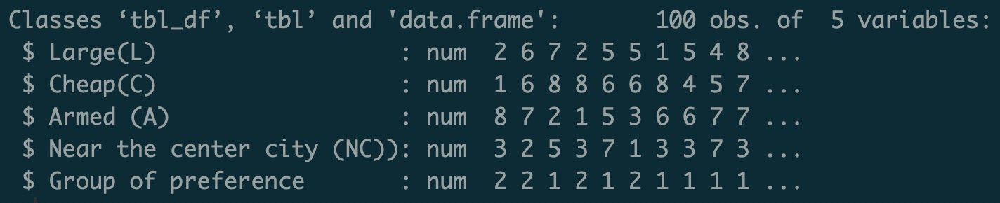 Classes ‘tbl_df’, ‘tbl’ and 'data.frame':	100 obs. of  5 variables:
 $ Large(L)                  : num  2 6 7 2 5 5 1 5 4 8 ...
 $ Cheap(C)                  : num  1 6 8 8 6 6 8 4 5 7 ...
 $ Armed (A)                 : num  8 7 2 1 5 3 6 6 7 7 ...
 $ Near the center city (NC)): num  3 2 5 3 7 1 3 3 7 3 ...
 $ Group of preference       : num  2 2 1 2 1 2 1 1 1 1 ...